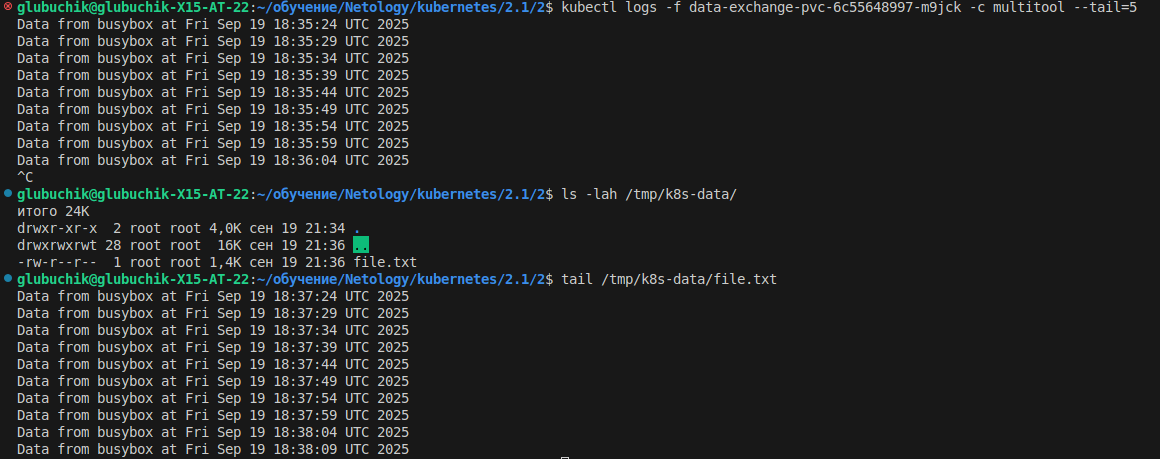 glubuchik@glubuchik-X15-AT-22:~/обучение/Netology/kubernetes/2.1/2$ kubectl logs -f data-exchange-pvc-6c55648997-m9jck -c multitool --tail=5
Data from busybox at Fri Sep 19 18:35:24 UTC 2025
Data from busybox at Fri Sep 19 18:35:29 UTC 2025
Data from busybox at Fri Sep 19 18:35:34 UTC 2025
Data from busybox at Fri Sep 19 18:35:39 UTC 2025
Data from busybox at Fri Sep 19 18:35:44 UTC 2025
Data from busybox at Fri Sep 19 18:35:49 UTC 2025
Data from busybox at Fri Sep 19 18:35:54 UTC 2025
Data from busybox at Fri Sep 19 18:35:59 UTC 2025
Data from busybox at Fri Sep 19 18:36:04 UTC 2025
^C
glubuchik@glubuchik-X15-AT-22:~/обучение/Netology/kubernetes/2.1/2$ ls -lah /tmp/k8s-data/
итого 24K
drwxr-xr-x  2 root root 4,0K сен 19 21:34 .
drwxrwxrwt 28 root root  16K сен 19 21:36 ..
-rw-r--r--  1 root root 1,4K сен 19 21:36 file.txt
glubuchik@glubuchik-X15-AT-22:~/обучение/Netology/kubernetes/2.1/2$ tail /tmp/k8s-data/file.txt
Data from busybox at Fri Sep 19 18:37:24 UTC 2025
Data from busybox at Fri Sep 19 18:37:29 UTC 2025
Data from busybox at Fri Sep 19 18:37:34 UTC 2025
Data from busybox at Fri Sep 19 18:37:39 UTC 2025
Data from busybox at Fri Sep 19 18:37:44 UTC 2025
Data from busybox at Fri Sep 19 18:37:49 UTC 2025
Data from busybox at Fri Sep 19 18:37:54 UTC 2025
Data from busybox at Fri Sep 19 18:37:59 UTC 2025
Data from busybox at Fri Sep 19 18:38:04 UTC 2025
Data from busybox at Fri Sep 19 18:38:09 UTC 2025